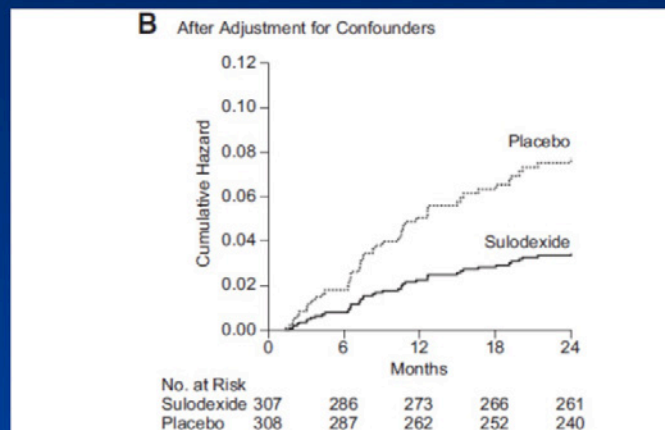 B After Adjustment for Confounders
0.12
0.10
0.08
0.06
0.04
0.02
0.00
Cumulative Hazard
Placebo
Sulodexide
0 6 12 18 24
Months
No. at Risk
Sulodexide 307 286 273 266 261
Placebo 308 287 262 252 240